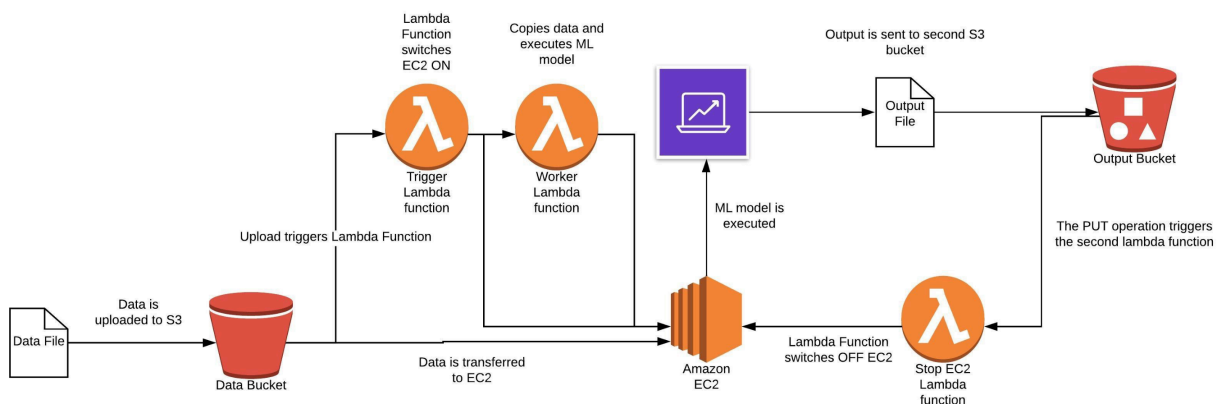 Lambda
Function
switches
EC2 ON
Copies data and
executes ML
model
Output is sent to second S3
bucket
Output
File
Output Bucket
Trigger
Lambda
function
Worker
Lambda
function
ML model is
executed
The PUT operation triggers
the second lambda function
Upload triggers Lambda Function
Data is
uploaded to S3
Data File
Data Bucket
Data is transferred
to EC2
Amazon
EC2
Lambda Function
switches OFF EC2
Stop EC2
Lambda
function